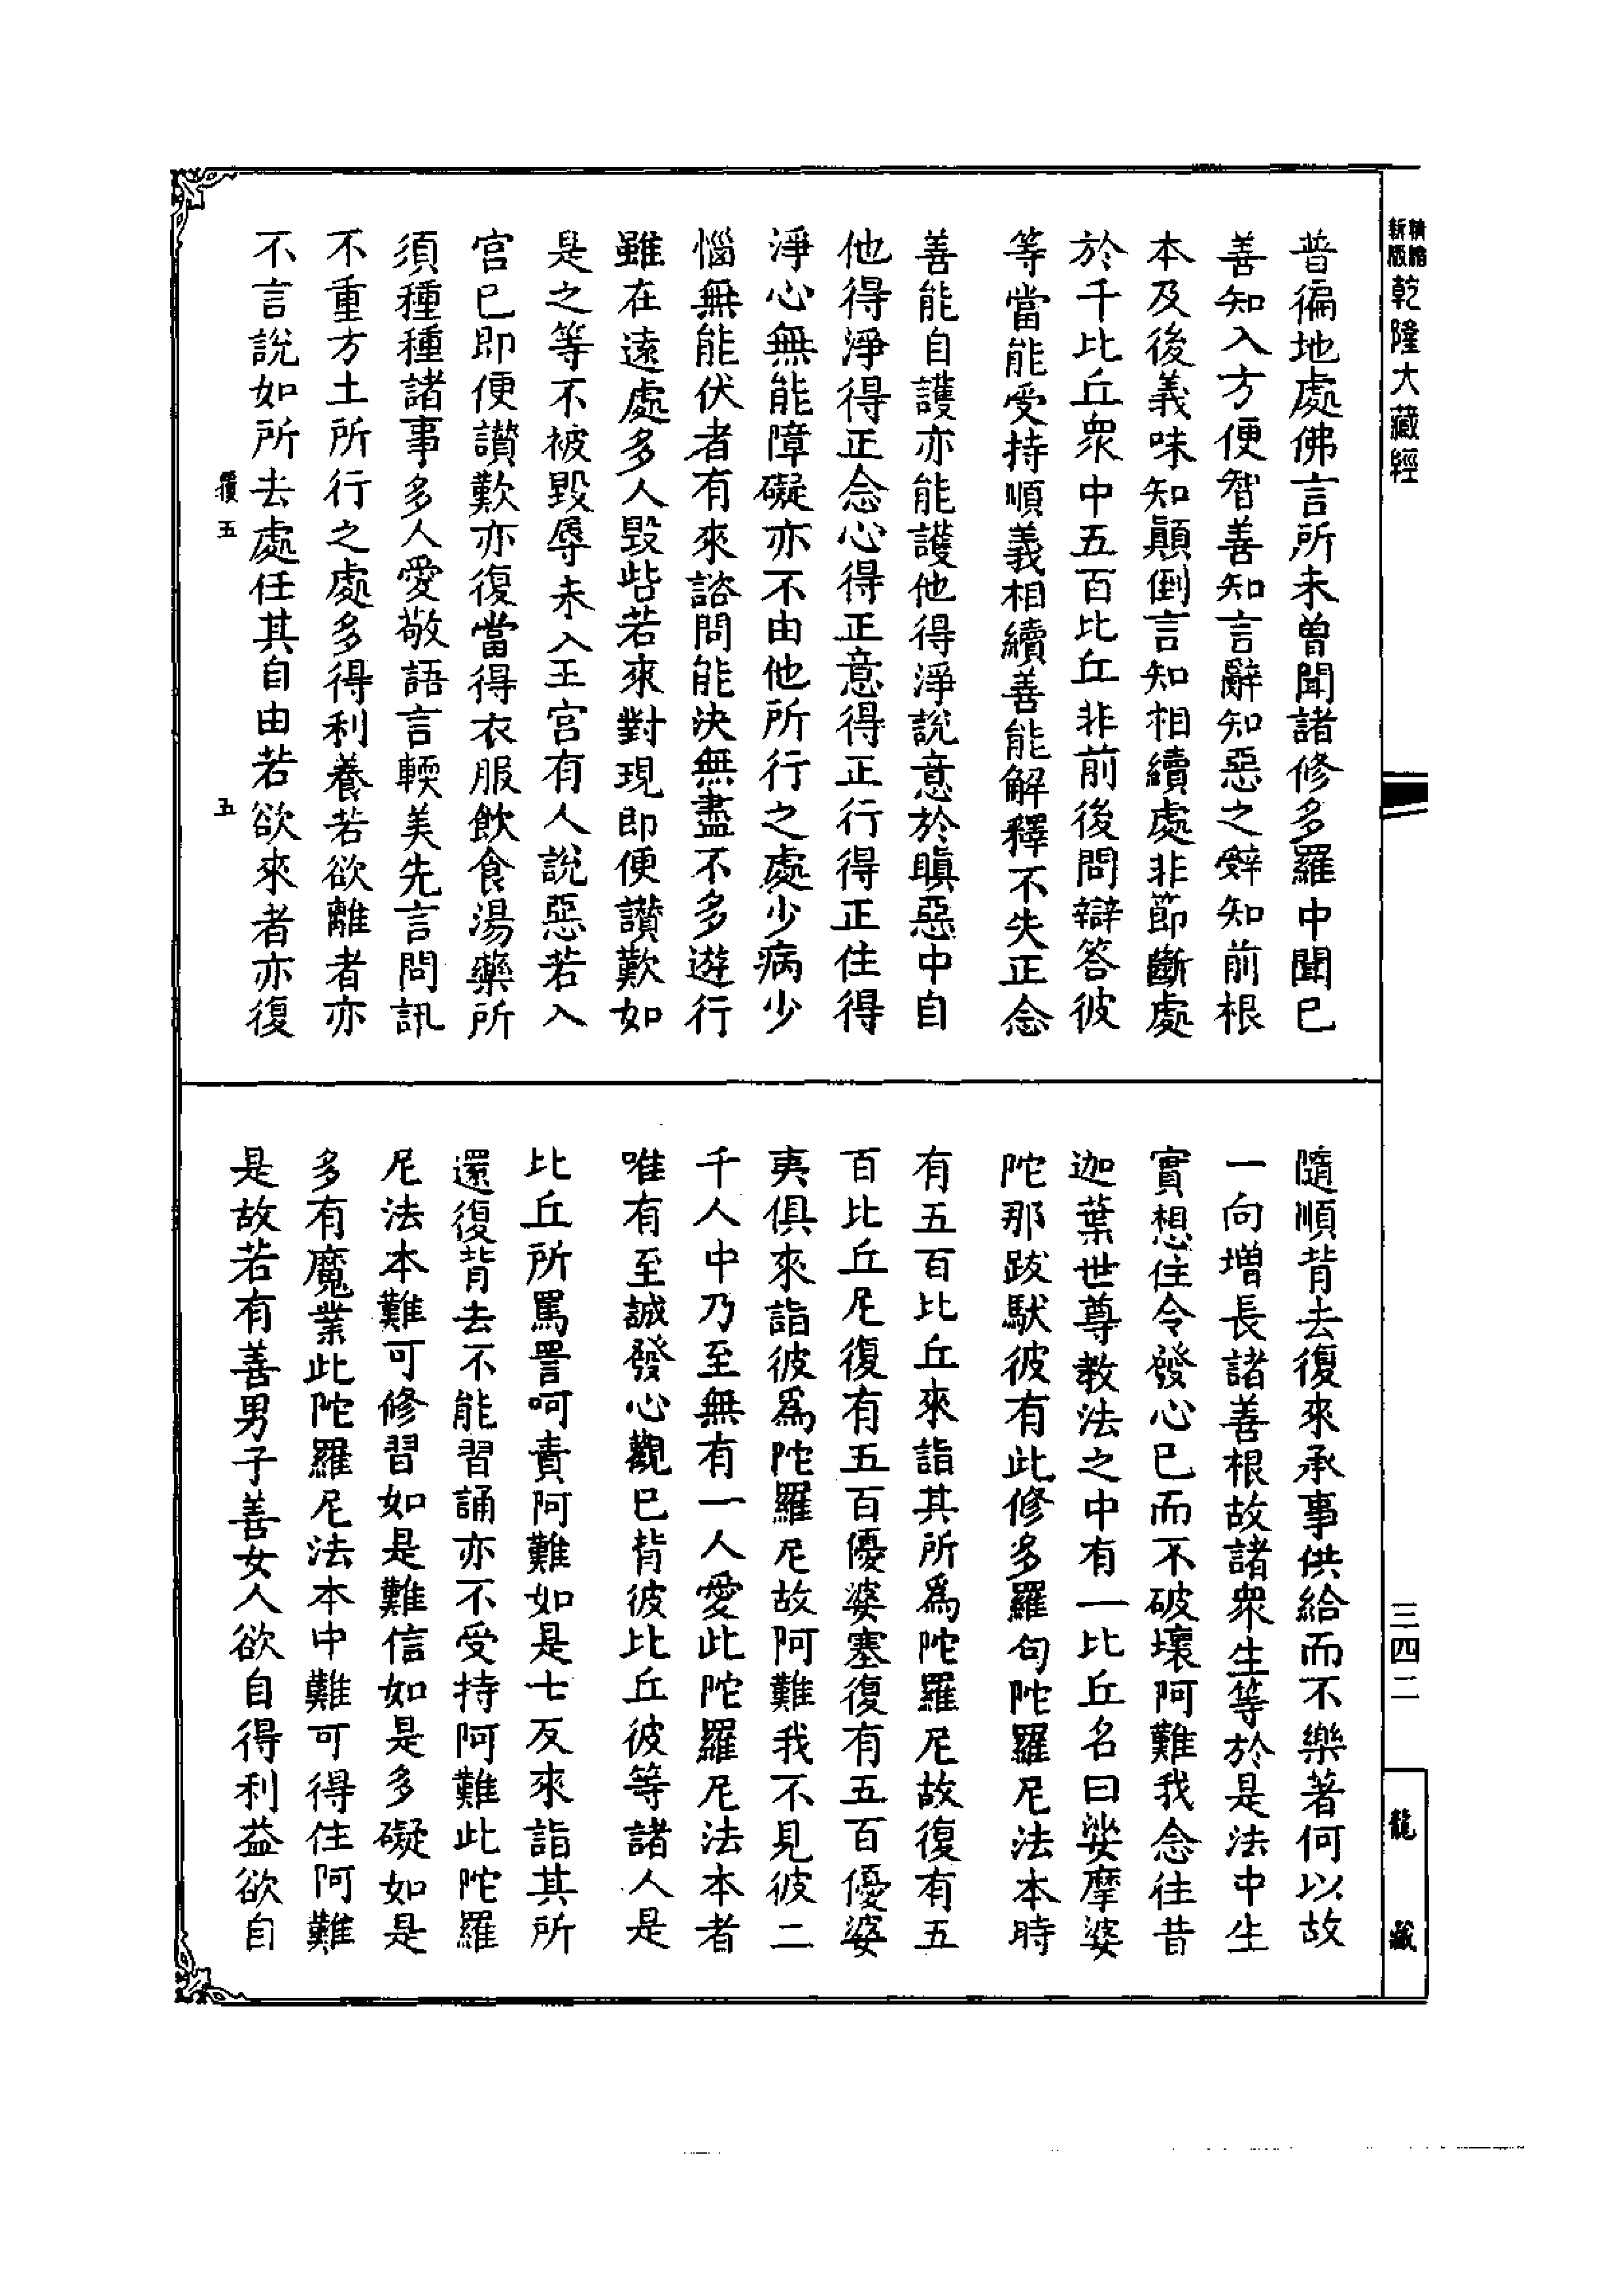 精縮新版乾隆大藏經
三四二
龍藏
普徧地處佛言所未曾聞諸修多羅中聞已
善知入方便智善知言辭知惡之辭知前根
本及後義味知顛倒言知相續處非節斷處
於千比丘衆中五百比丘非前後問辯答彼
等當能受持順義相續善能解釋不失正念
善能自護亦能護他得淨說意於瞋惡中自
他得淨得正念心得正意得正行得正住得
淨心無能障礙亦不由他所行之處少病少
惱無能伏者有來諮問能決無盡不多遊行
雖在遠處多人毀呰若來對現即便讚歎如
是之等不被毀辱未入王宮有人說惡若入
宮已即便讚歎亦復當得衣服飲食湯藥所
須種種諸事多人愛敬語言輭美先言問訊
不重方土所行之處多得利養若欲離者亦
不言說如所去處任其自由若欲來者亦復
五 五
隨順背去復來承事供給而不樂著何以故
一向增長諸善根故諸衆生等於是法中生
實想住令發心已而不破壞阿難我念往昔
迦葉世尊教法之中有一比丘名曰娑摩婆
陀那跋馱彼有此修多羅句陀羅尼法本時
有五百比丘來詣其所爲陀羅尼故復有五
百比丘尼復有五百優婆塞復有五百優婆
夷俱來詣彼爲陀羅尼故阿難我不見彼二
千人中乃至無有一人愛此陀羅尼法本者
唯有至誠發心觀已背彼比丘彼等諸人是
比丘所罵詈呵責阿難如是七反來詣其所
還復背去不能習誦亦不受持阿難此陀羅
尼法本難可修習如是難信如是多礙如是
多有魔業此陀羅尼法本中難可得住阿難
是故若有善男子善女人欲自得利益欲自